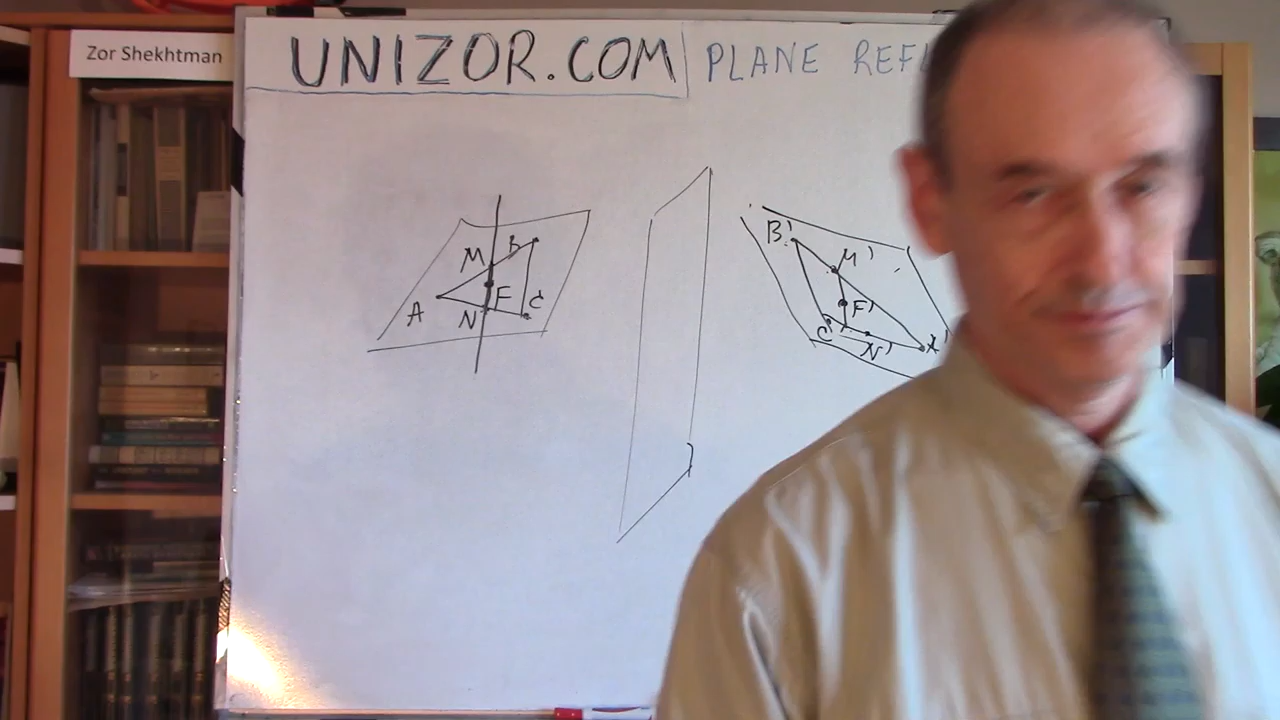 Zor Shekhtman
UNIZOR.COM
PLANE REFL
M
B
A
N
F
C
B'
M'
F'
C'
N'